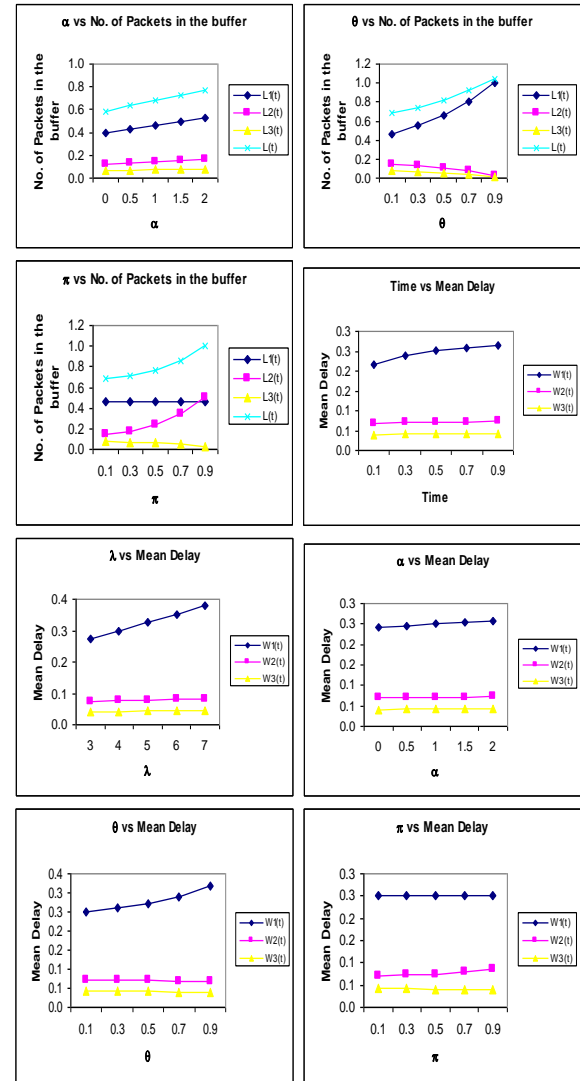 α vs No. of Packets in the buffer
No. of Packets in the
buffer
1.0
0.8
0.6
0.4
0.2
0.0
0 0.5 1 1.5 2
α
L1(t)
L2(t)
L3(t)
L(t)
θ vs No. of Packets in the buffer
No. of Packets in the
buffer
1.2
1.0
0.8
0.6
0.4
0.2
0.0
0.1 0.3 0.5 0.7 0.9
θ
L1(t)
L2(t)
L3(t)
L(t)
π vs No. of Packets in the buffer
No. of Packets in the
buffer
1.2
1.0
0.8
0.6
0.4
0.2
0.0
0.1 0.3 0.5 0.7 0.9
π
L1(t)
L2(t)
L3(t)
L(t)
Time vs Mean Delay
Mean Delay
0.3
0.3
0.2
0.2
0.1
0.1
0.0
0.1 0.3 0.5 0.7 0.9
Time
W1(t)
W2(t)
W3(t)
λ vs Mean Delay
Mean Delay
0.4
0.3
0.2
0.1
0.0
3 4 5 6 7
λ
W1(t)
W2(t)
W3(t)
α vs Mean Delay
Mean Delay
0.3
0.3
0.2
0.2
0.1
0.1
0.0
0 0.5 1 1.5 2
α
W1(t)
W2(t)
W3(t)
θ vs Mean Delay
Mean Delay
0.4
0.3
0.3
0.2
0.2
0.1
0.1
0.0
0.1 0.3 0.5 0.7 0.9
θ
W1(t)
W2(t)
W3(t)
π vs Mean Delay
Mean Delay
0.3
0.3
0.2
0.2
0.1
0.1
0.0
0.1 0.3 0.5 0.7 0.9
π
W1(t)
W2(t)
W3(t)